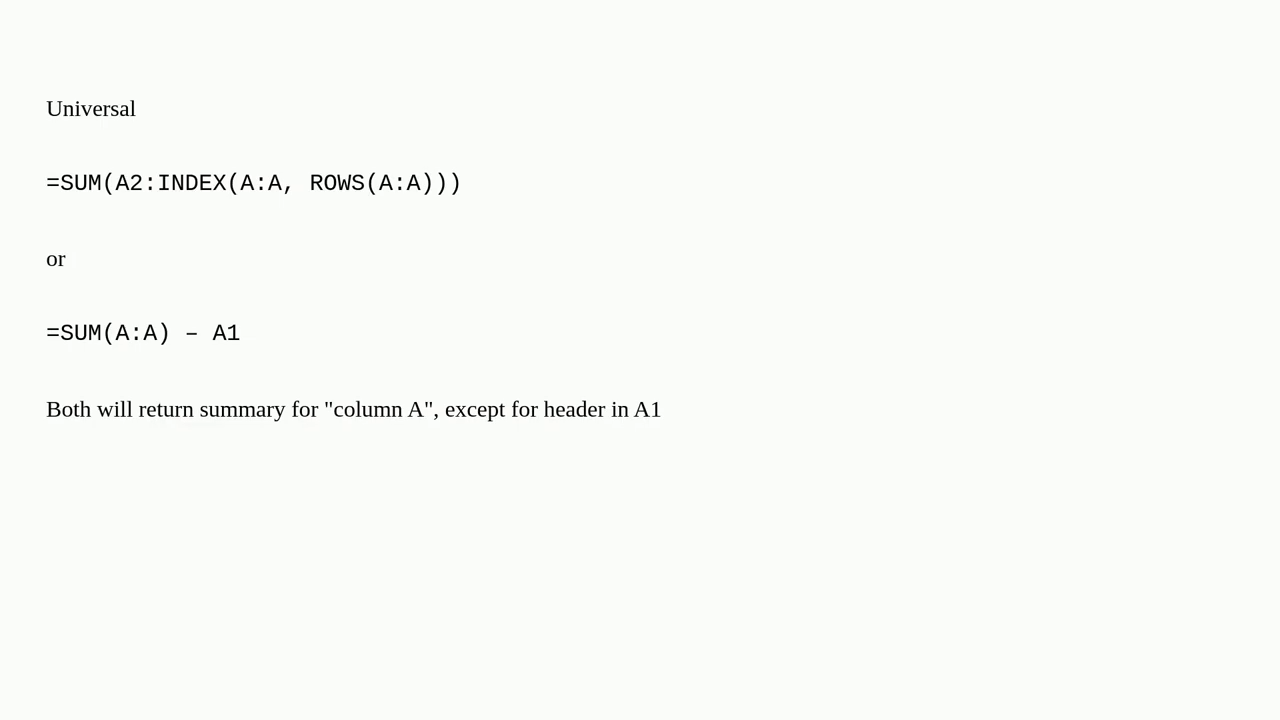 Universal
=SUM(A2:INDEX(A:A, ROWS(A:A)))
or
=SUM(A:A) – A1
Both will return summary for "column A", except for header in A1